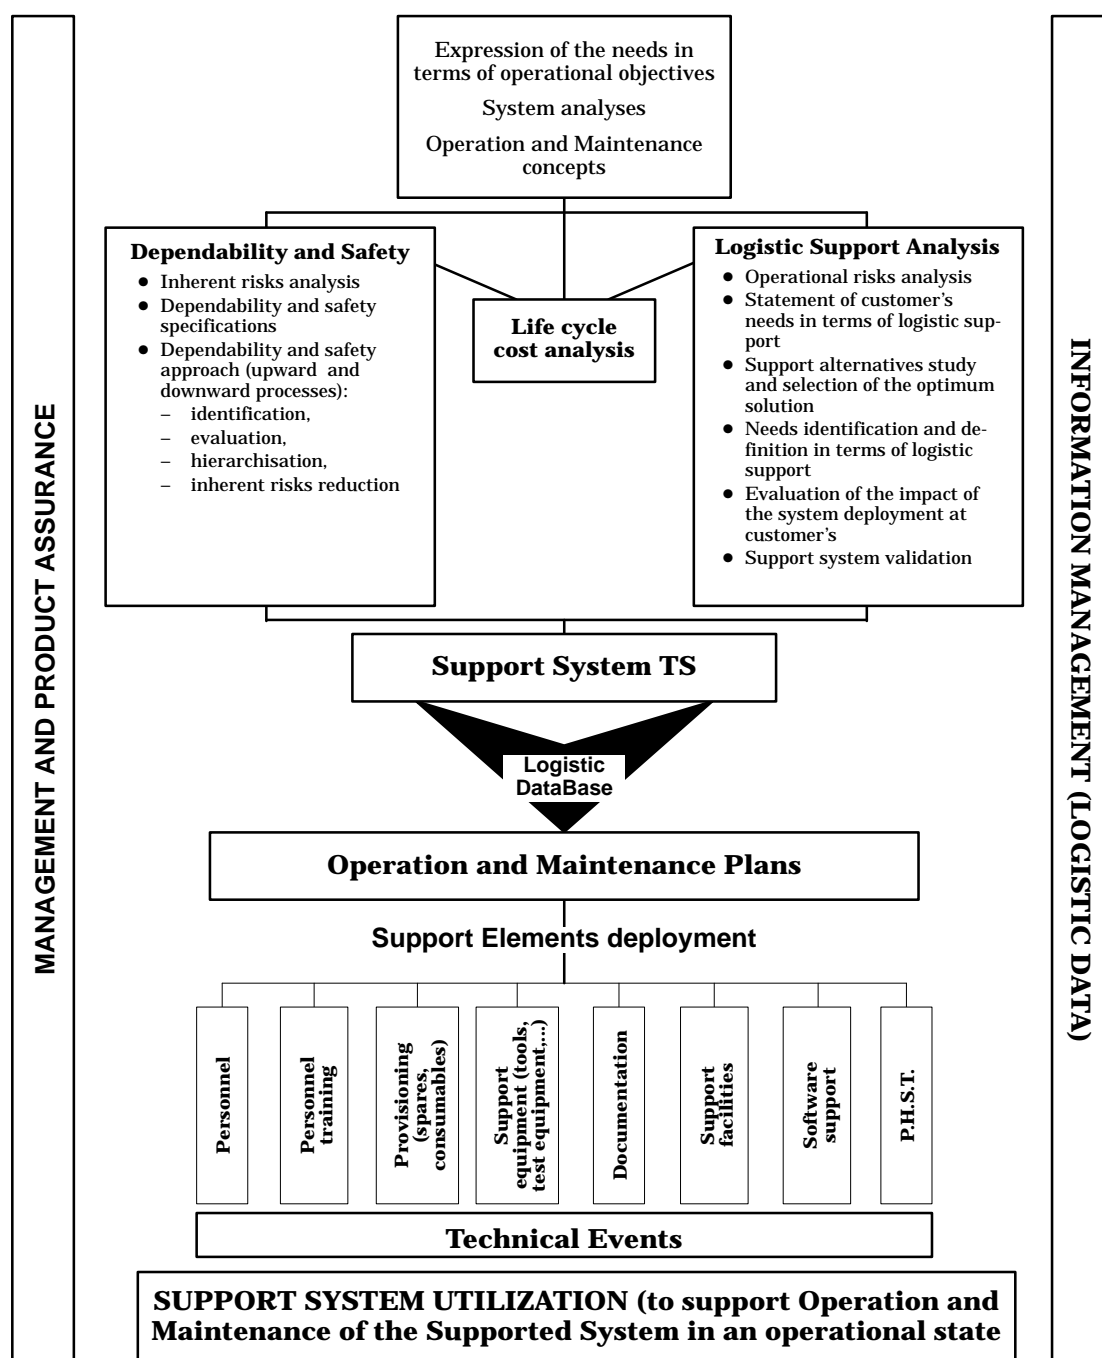 Expression of the needs in
terms of operational objectives
System analyses
Operation and Maintenance
concepts
Dependability and Safety
● Inherent risks analysis
● Dependability and safety
specifications
● Dependability and safety
approach (upward and
downward processes):
– identification,
– evaluation,
– hierarchisation,
– inherent risks reduction
Life cycle
cost analysis
Logistic Support Analysis
● Operational risks analysis
● Statement of customer's
needs in terms of logistic sup-
port
● Support alternatives study
and selection of the optimum
solution
● Needs identification and de-
finition in terms of logistic
support
● Evaluation of the impact of
the system deployment at
customer's
● Support system validation
MANAGEMENT AND PRODUCT ASSURANCE
INFORMATION MANAGEMENT (LOGISTIC DATA)
Support System TS
Logistic
DataBase
Operation and Maintenance Plans
Support Elements deployment
Personnel
Personnel
training
Provisioning
(spares,
consumables)
Support
equipment (tools,
test equipment,...)
Documentation
Support
facilities
Software
support
P.H.S.T.
Technical Events
SUPPORT SYSTEM UTILIZATION (to support Operation and
Maintenance of the Supported System in an operational state